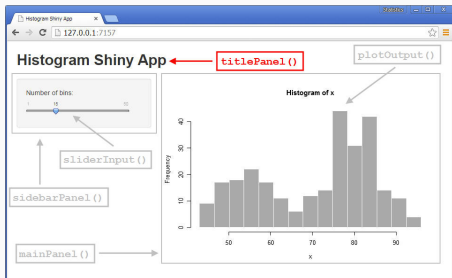 Histogram Shiny App
127.0.0.1:7157
Histogram Shiny App
titlePanel()
plotOutput()
Number of bins:
1 15 50
sliderInput()
sidebarPanel()
mainPanel()
Histogram of x
Frequency
40
30
20
10
0
50 60 70 80 90
x